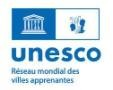 unesco
Réseau mondial des
villes apprenantes